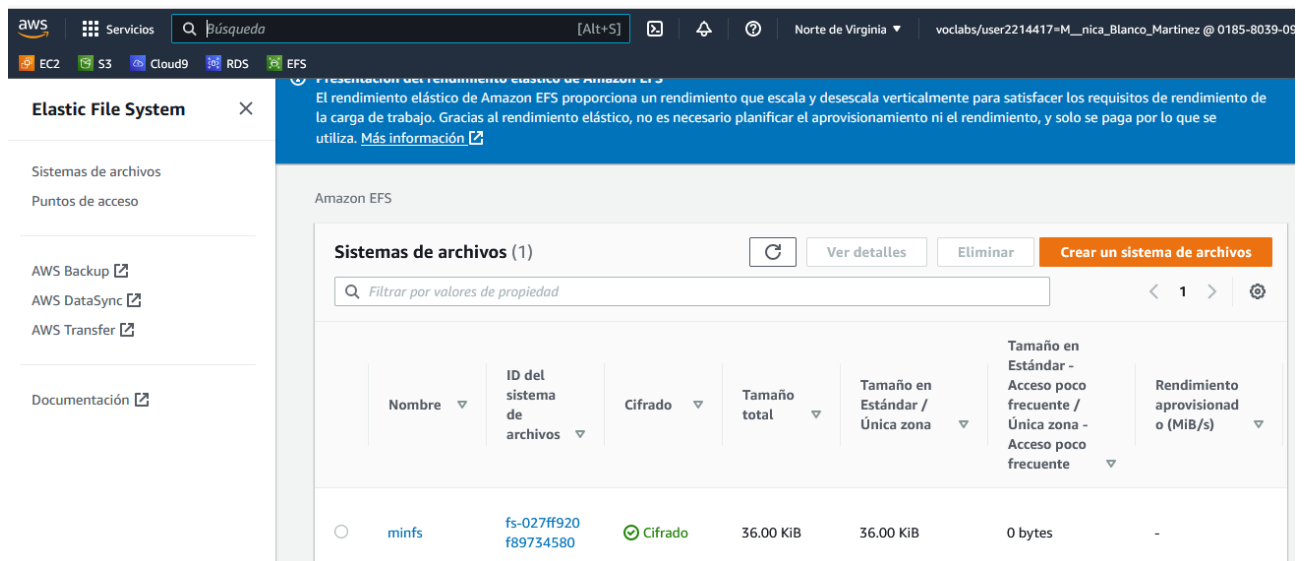 aws
Servicios
Búsqueda
[Alt+S]
Norte de Virginia
voclabs/user2214417=M__nica_Blanco_Martinez @ 0185-8039-09
EC2
S3
Cloud9
RDS
EFS
Elastic File System
Sistemas de archivos
Puntos de acceso
AWS Backup
AWS DataSync
AWS Transfer
Documentación
Presentación del rendimiento elástico de Amazon EFS
El rendimiento elástico de Amazon EFS proporciona un rendimiento que escala y desescala verticalmente para satisfacer los requisitos de rendimiento de
la carga de trabajo. Gracias al rendimiento elástico, no es necesario planificar el aprovisionamiento ni el rendimiento, y solo se paga por lo que se
utiliza. Más información
Amazon EFS
Sistemas de archivos (1)
Ver detalles
Eliminar
Crear un sistema de archivos
Filtrar por valores de propiedad
1
Nombre
ID del
sistema
de
archivos
Cifrado
Tamaño
total
Tamaño en
Estándar /
Única zona
Tamaño en
Estándar -
Acceso poco
frecuente /
Única zona -
Acceso poco
frecuente
Rendimiento
aprovisionad
o (MiB/s)
minfs
fs-027ff920
f89734580
Cifrado
36.00 KiB
36.00 KiB
0 bytes
-